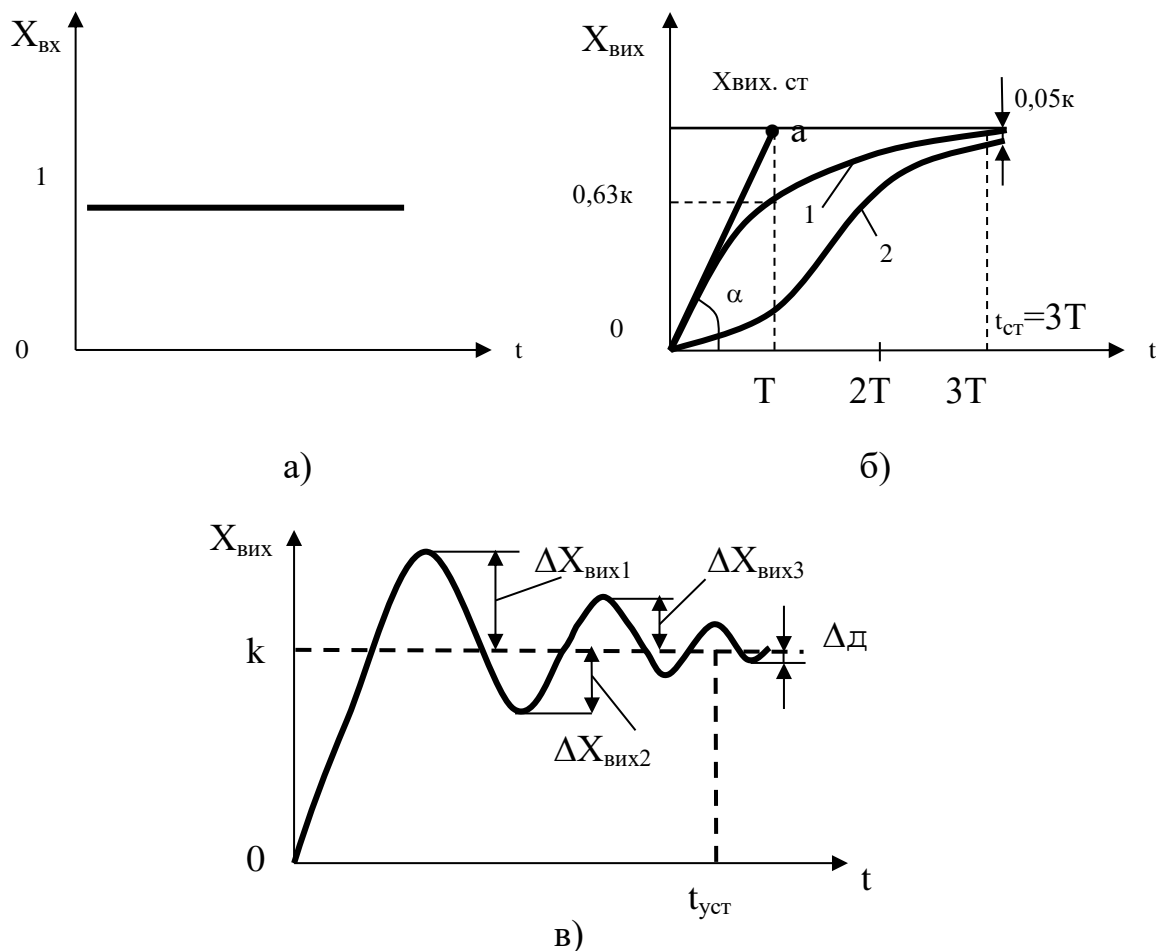 Xвх
1
0
t
а)
Xвих
Хвих. ст
a
0,05к
0,63к
1
2
α
0
tст=3T
t
T
2T
3T
б)
Xвих
ΔXвих1
ΔXвих3
Δд
k
ΔXвих2
0
t
tуст
в)